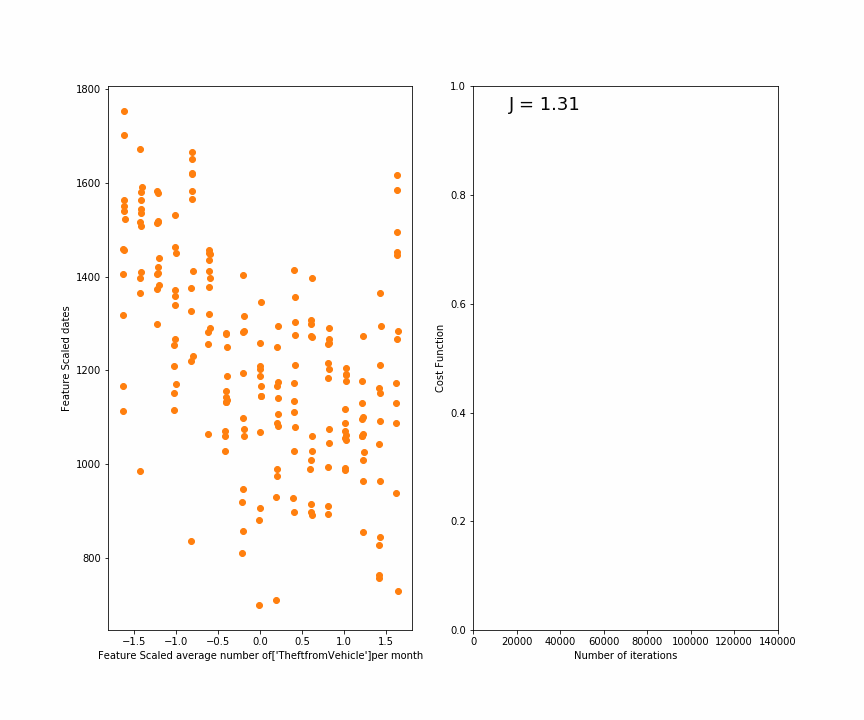 1800
1600
1400
1200
1000
800
Feature Scaled dates
−1.5 −1.0 −0.5 0.0 0.5 1.0 1.5
Feature Scaled average number of['TheftfromVehicle']per month
J = 1.31
1.0
0.8
0.6
0.4
0.2
0.0
Cost Function
0 20000 40000 60000 80000 100000 120000 140000
Number of iterations